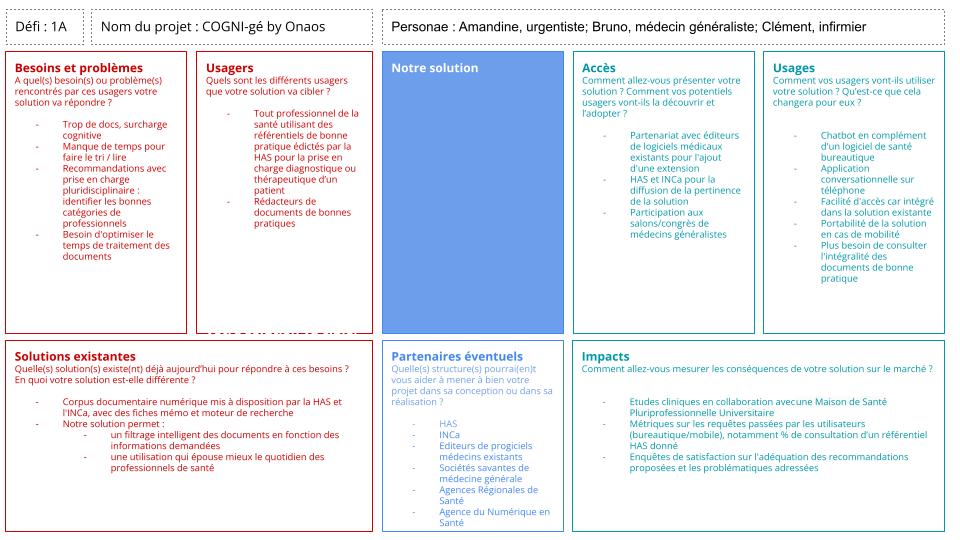 Défi : 1A
Nom du projet : COGNI-gé by Onaos
Personae : Amandine, urgentiste; Bruno, médecin généraliste; Clément, infirmier
Besoins et problèmes
A quel(s) besoin(s) ou problème(s)
rencontrés par ces usagers votre
solution va répondre ?
- Trop de docs, surcharge
cognitive
- Manque de temps pour
faire le tri / lire
- Recommandations avec
prise en charge
pluridisciplinaire :
identifier les bonnes
catégories de
professionnels
- Besoin d'optimiser le
temps de traitement des
documents
Usagers
Quels sont les différents usagers
que votre solution va cibler ?
- Tout professionnel de la
santé utilisant des
référentiels de bonne
pratique édictés par la
HAS pour la prise en
charge diagnostique ou
thérapeutique d'un
patient
- Rédacteurs de
documents de bonnes
pratiques
Notre solution
Accès
Comment allez-vous présenter votre
solution ? Comment vos potentiels
usagers vont-ils la découvrir et
l'adopter ?
- Partenariat avec éditeurs
de logiciels médicaux
existants pour l'ajout
d'une extension
- HAS et INCa pour la
diffusion de la pertinence
de la solution
- Participation aux
salons/congrès de
médecins généralistes
Usages
Comment vos usagers vont-ils utiliser
votre solution ? Qu'est-ce que cela
changera pour eux ?
- Chatbot en complément
d'un logiciel de santé
bureautique
- Application
conversationnelle sur
téléphone
- Facilité d'accès car intégré
dans la solution existante
- Portabilité de la solution
en cas de mobilité
- Plus besoin de consulter
l'intégralité des
documents de bonne
pratique
Solutions existantes
Quelle(s) solution(s) existe(nt) déjà aujourd'hui pour répondre à ces besoins ?
En quoi votre solution est-elle différente ?
- Corpus documentaire numérique mis à disposition par la HAS et
l'INCa, avec des fiches mémo et moteur de recherche
- Notre solution permet :
- un filtrage intelligent des documents en fonction des
informations demandées
- une utilisation qui épouse mieux le quotidien des
professionnels de santé
Partenaires éventuels
Quelle(s) structure(s) pourrai(en)t
vous aider à mener à bien votre
projet dans sa conception ou dans sa
réalisation ?
- HAS
- INCa
- Editeurs de progiciels
médecins existants
- Sociétés savantes de
médecine générale
- Agences Régionales de
Santé
- Agence du Numérique en
Santé
Impacts
Comment allez-vous mesurer les conséquences de votre solution sur le marché ?
- Etudes cliniques en collaboration avecune Maison de Santé
Pluriprofessionnelle Universitaire
- Métriques sur les requêtes passées par les utilisateurs
(bureautique/mobile), notamment % de consultation d'un référentiel
HAS donné
- Enquêtes de satisfaction sur l'adéquation des recommandations
proposées et les problématiques adressées